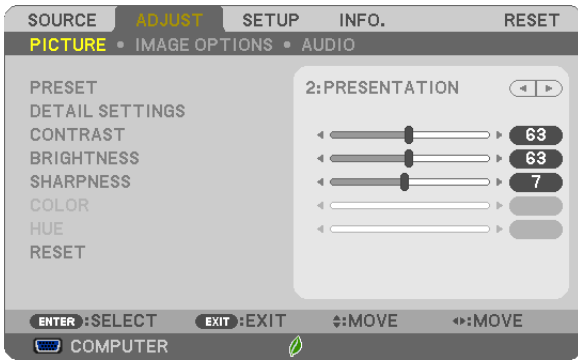 SOURCE ADJUST SETUP INFO. RESET
PICTURE • IMAGE OPTIONS • AUDIO
PRESET 2:PRESENTATION
DETAIL SETTINGS
CONTRAST 63
BRIGHTNESS 63
SHARPNESS 7
COLOR
HUE
RESET
ENTER :SELECT EXIT :EXIT :MOVE :MOVE
COMPUTER